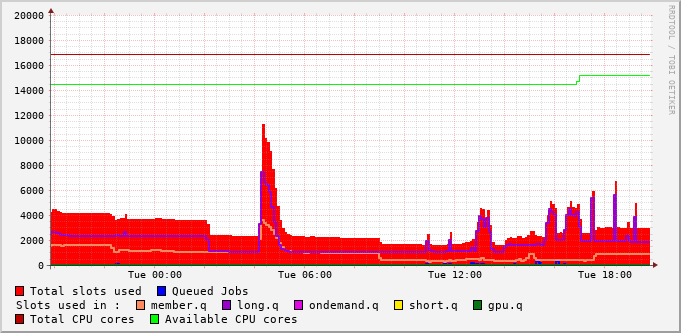 20000
18000
16000
14000
12000
10000
8000
6000
4000
2000
0
Tue 00:00 Tue 06:00 Tue 12:00 Tue 18:00
Total slots used Queued Jobs
Slots used in : member.q long.q ondemand.q short.q gpu.q
Total CPU cores Available CPU cores
RRDTOOL / TOBI OETIKER